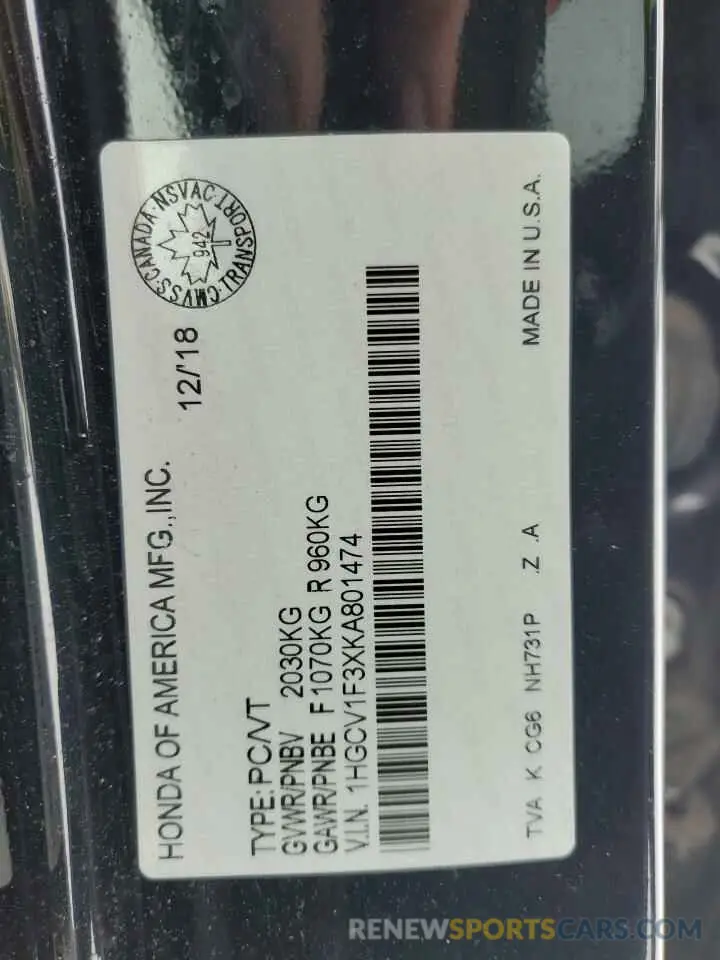 HONDA OF AMERICA MFG.,INC. 12/'18
CMVSS·CANADA·NSVAC·TRANSPORT
942
TYPE: PC/VT
GVWR/PNBV 2030KG
GAWR/PNBE F 1070KG R 960KG
V.I.N. 1HGCV1F3XKA801474
TVA K CG6 NH731P .Z .A MADE IN U.S.A.
RENEWSPORTSCARS.COM